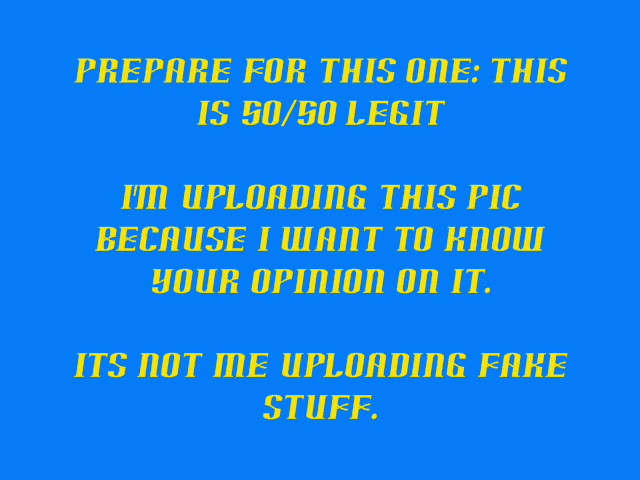 PREPARE FOR THIS ONE: THIS
IS 50/50 LEGIT
I'M UPLOADING THIS PIC
BECAUSE I WANT TO KNOW
YOUR OPINION ON IT.
ITS NOT ME UPLOADING FAKE
STUFF.